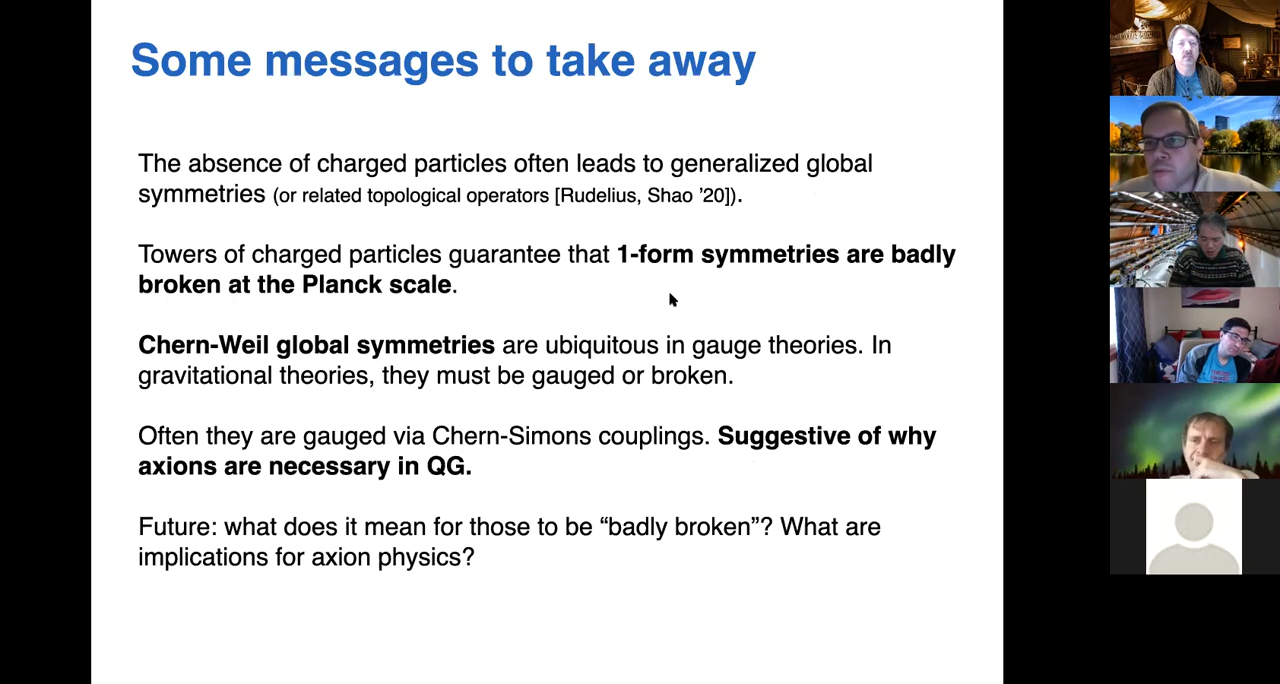 Some messages to take away
The absence of charged particles often leads to generalized global
symmetries (or related topological operators [Rudelius, Shao '20]).
Towers of charged particles guarantee that 1-form symmetries are badly
broken at the Planck scale.
Chern-Weil global symmetries are ubiquitous in gauge theories. In
gravitational theories, they must be gauged or broken.
Often they are gauged via Chern-Simons couplings. Suggestive of why
axions are necessary in QG.
Future: what does it mean for those to be “badly broken”? What are
implications for axion physics?